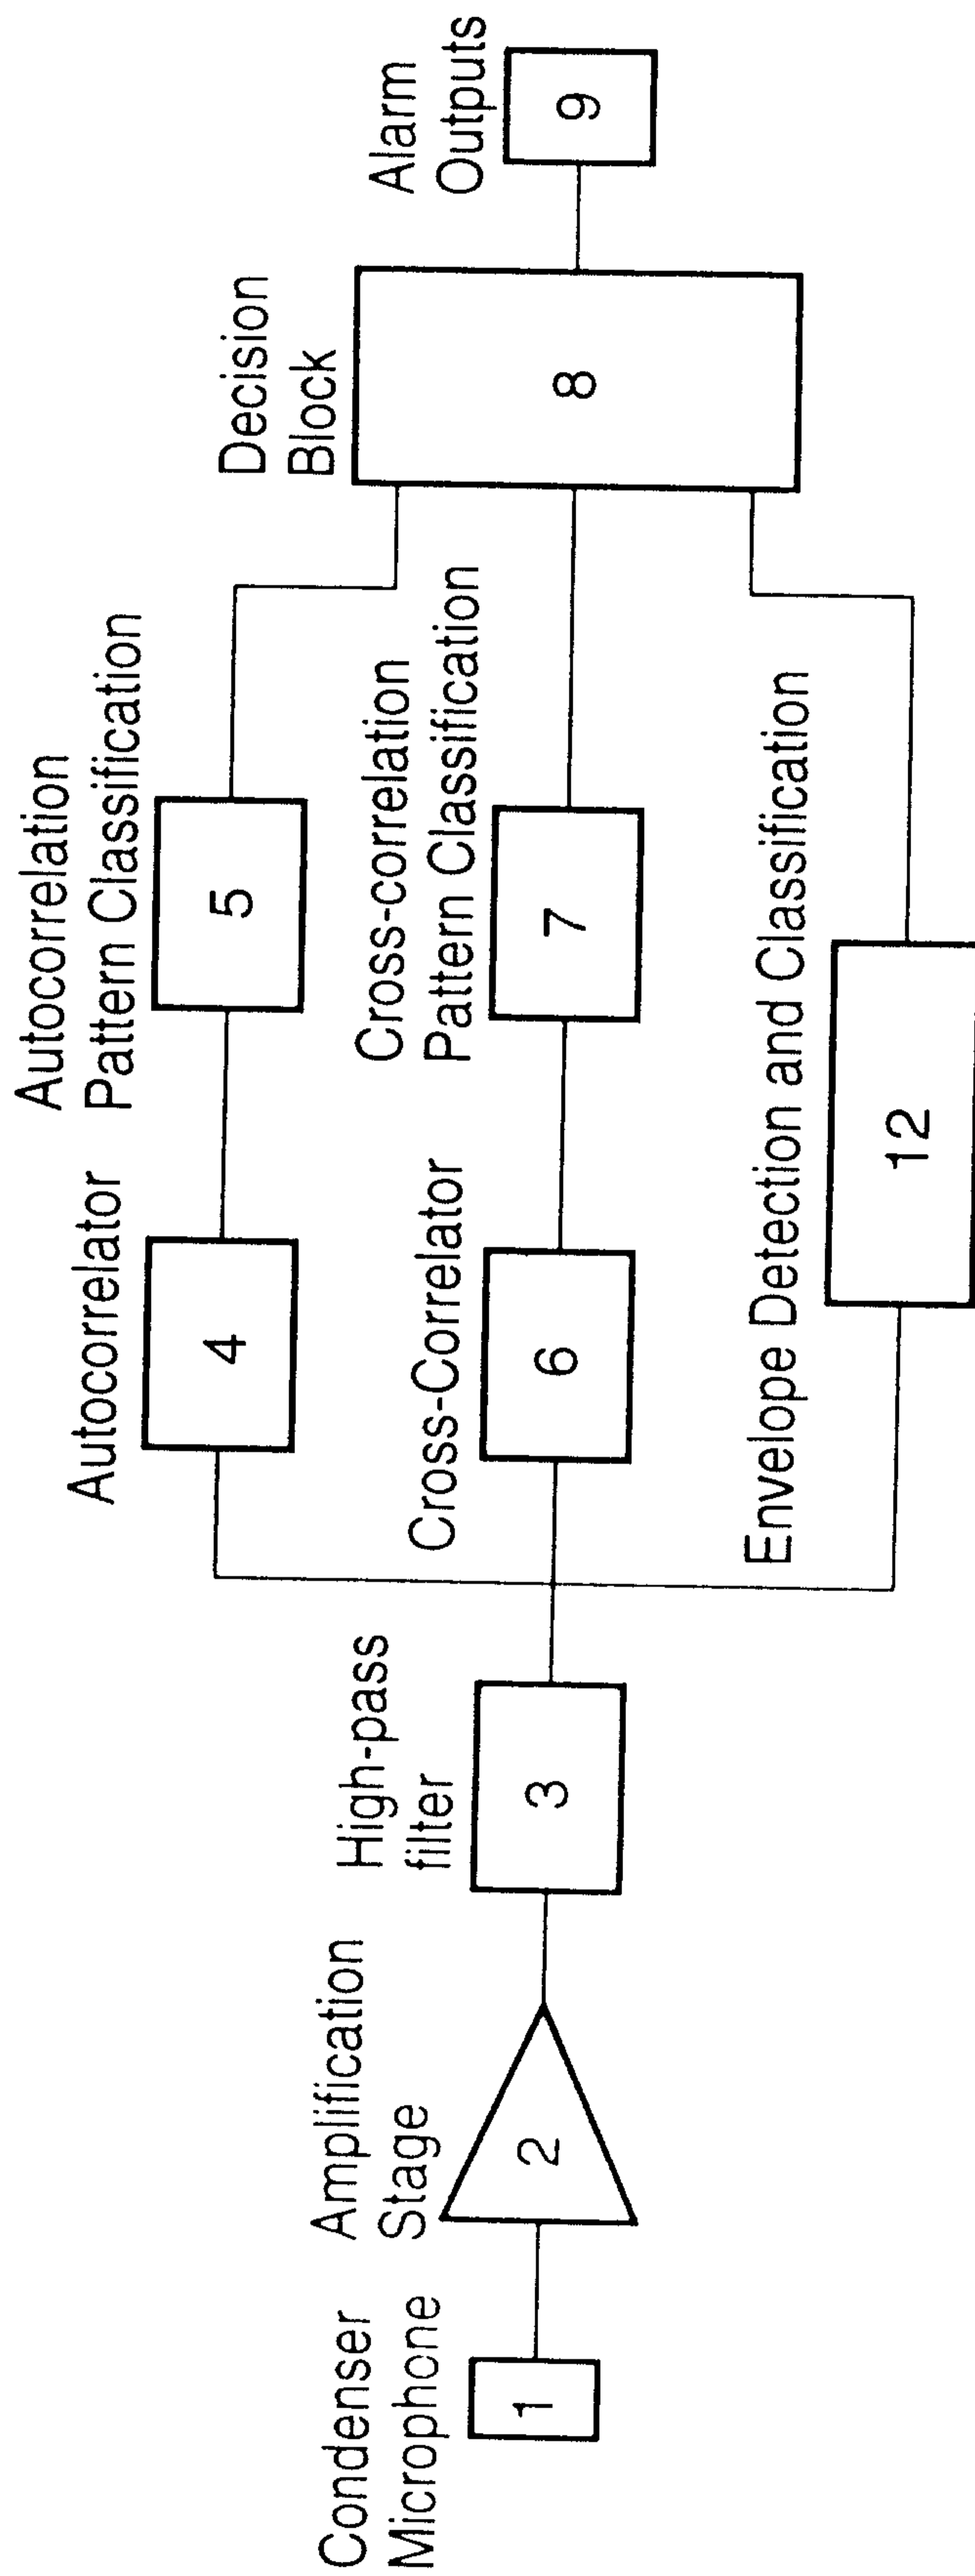 Condenser
Microphone
1
Amplification
Stage
2
High-pass
filter
3
Autocorrelator
4
Autocorrelation
Pattern Classification
5
Cross-Correlator
6
Cross-correlation
Pattern Classification
7
Envelope Detection and Classification
12
Decision
Block
8
Alarm
Outputs
9